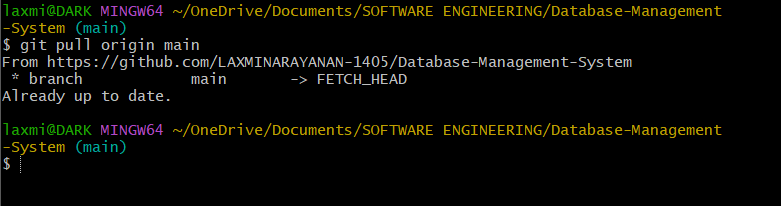 laxmi@DARK MINGW64 ~/OneDrive/Documents/SOFTWARE ENGINEERING/Database-Management
-System (main)
$ git pull origin main
From https://github.com/LAXMINARAYANAN-1405/Database-Management-System
 * branch            main       -> FETCH_HEAD
Already up to date.

laxmi@DARK MINGW64 ~/OneDrive/Documents/SOFTWARE ENGINEERING/Database-Management
-System (main)
$